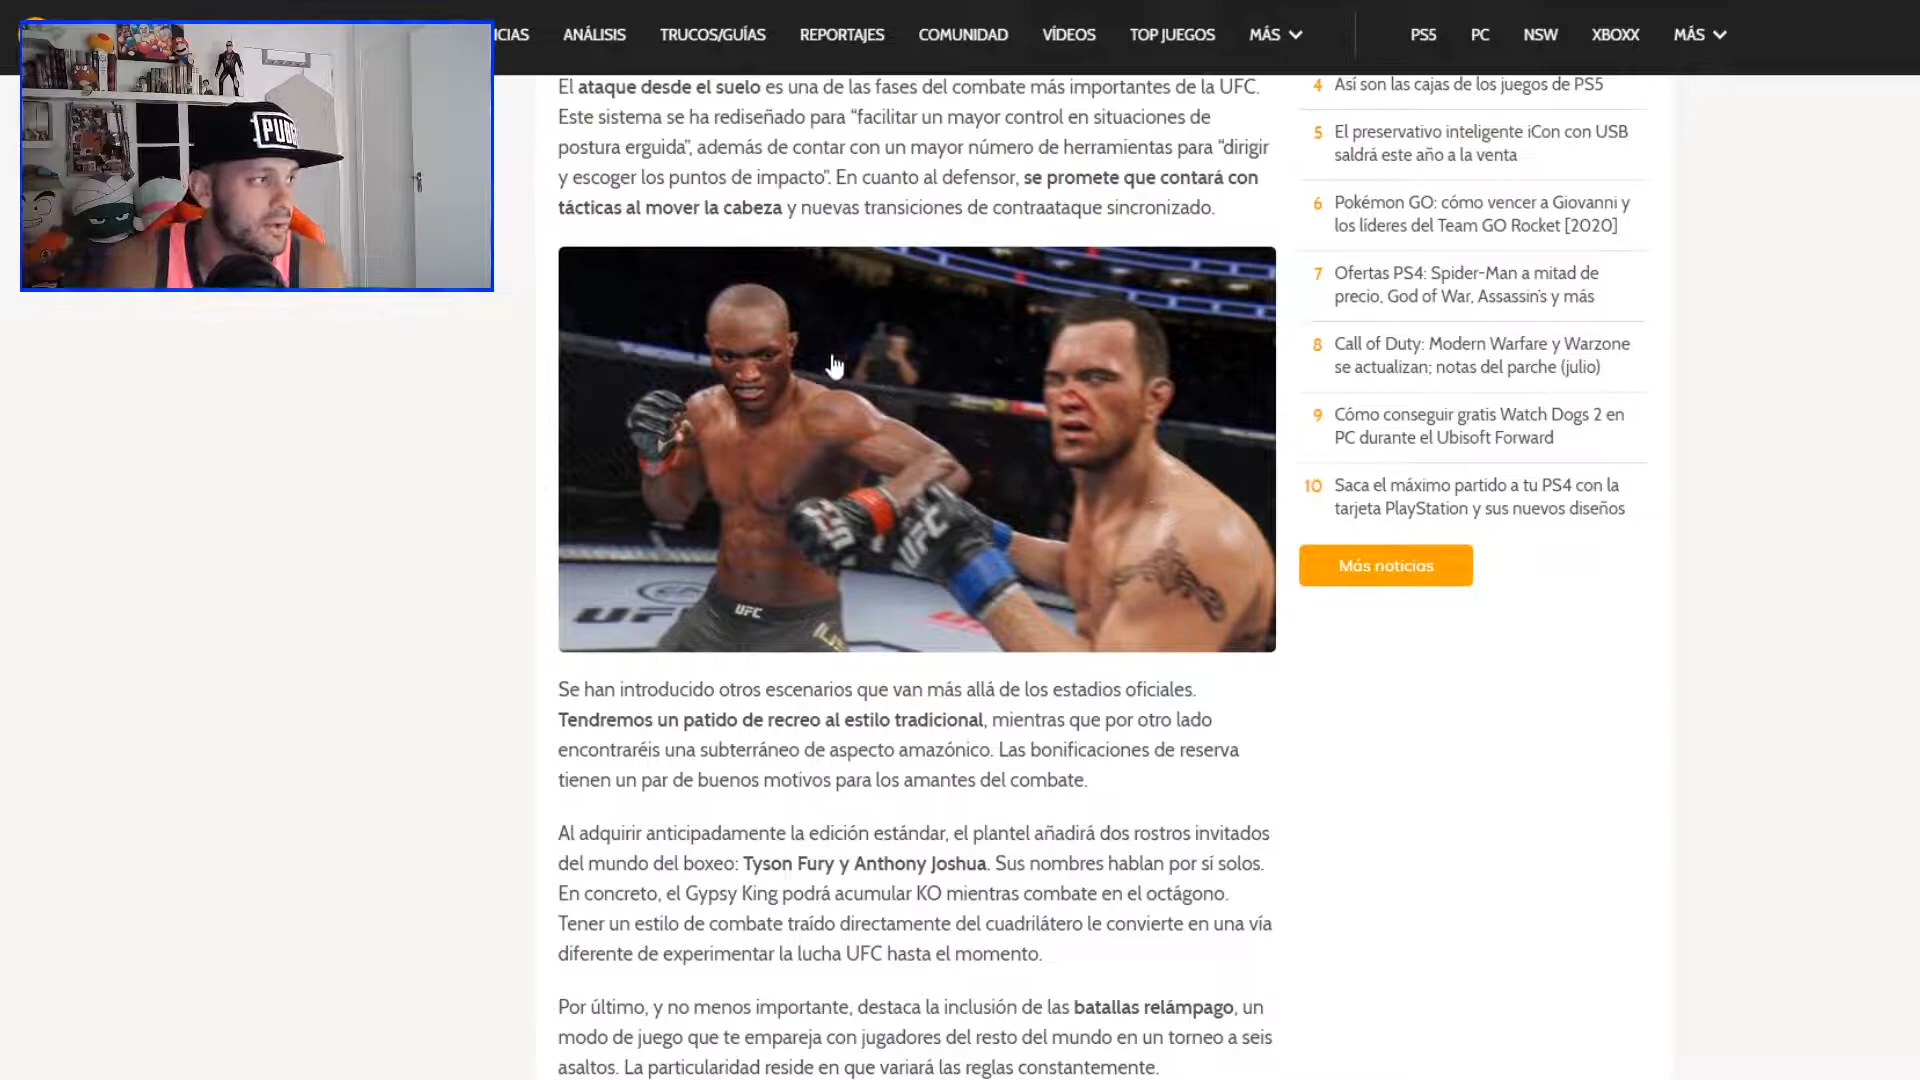 ICIAS
ANÁLISIS
TRUCOS/GUÍAS
REPORTAJES
COMUNIDAD
VÍDEOS
TOP JUEGOS
MÁS
PS5
PC
NSW
XBOXX
MÁS
PUBG
El ataque desde el suelo es una de las fases del combate más importantes de la UFC.
Este sistema se ha rediseñado para “facilitar un mayor control en situaciones de
postura erguida”, además de contar con un mayor número de herramientas para “dirigir
y escoger los puntos de impacto”. En cuanto al defensor, se promete que contará con
tácticas al mover la cabeza y nuevas transiciones de contraataque sincronizado.
UFC
UFC
UFC
Se han introducido otros escenarios que van más allá de los estadios oficiales.
Tendremos un patido de recreo al estilo tradicional, mientras que por otro lado
encontraréis una subterráneo de aspecto amazónico. Las bonificaciones de reserva
tienen un par de buenos motivos para los amantes del combate.
Al adquirir anticipadamente la edición estándar, el plantel añadirá dos rostros invitados
del mundo del boxeo: Tyson Fury y Anthony Joshua. Sus nombres hablan por sí solos.
En concreto, el Gypsy King podrá acumular KO mientras combate en el octágono.
Tener un estilo de combate traído directamente del cuadrilátero le convierte en una vía
diferente de experimentar la lucha UFC hasta el momento.
Por último, y no menos importante, destaca la inclusión de las batallas relámpago, un
modo de juego que te empareja con jugadores del resto del mundo en un torneo a seis
asaltos. La particularidad reside en que variará las reglas constantemente.
4 Así son las cajas de los juegos de PS5
5 El preservativo inteligente iCon con USB
saldrá este año a la venta
6 Pokémon GO: cómo vencer a Giovanni y
los líderes del Team GO Rocket [2020]
7 Ofertas PS4: Spider-Man a mitad de
precio, God of War, Assassin's y más
8 Call of Duty: Modern Warfare y Warzone
se actualizan; notas del parche (julio)
9 Cómo conseguir gratis Watch Dogs 2 en
PC durante el Ubisoft Forward
10 Saca el máximo partido a tu PS4 con la
tarjeta PlayStation y sus nuevos diseños
Más noticias